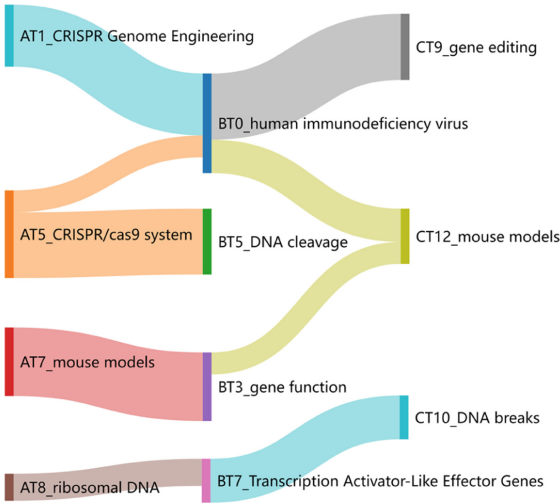 AT1_CRISPR Genome Engineering
CT9_gene editing
BT0_human immunodeficiency virus
AT5_CRISPR/cas9 system
BT5_DNA cleavage
CT12_mouse models
AT7_mouse models
BT3_gene function
CT10_DNA breaks
AT8_ribosomal DNA
BT7_Transcription Activator-Like Effector Genes